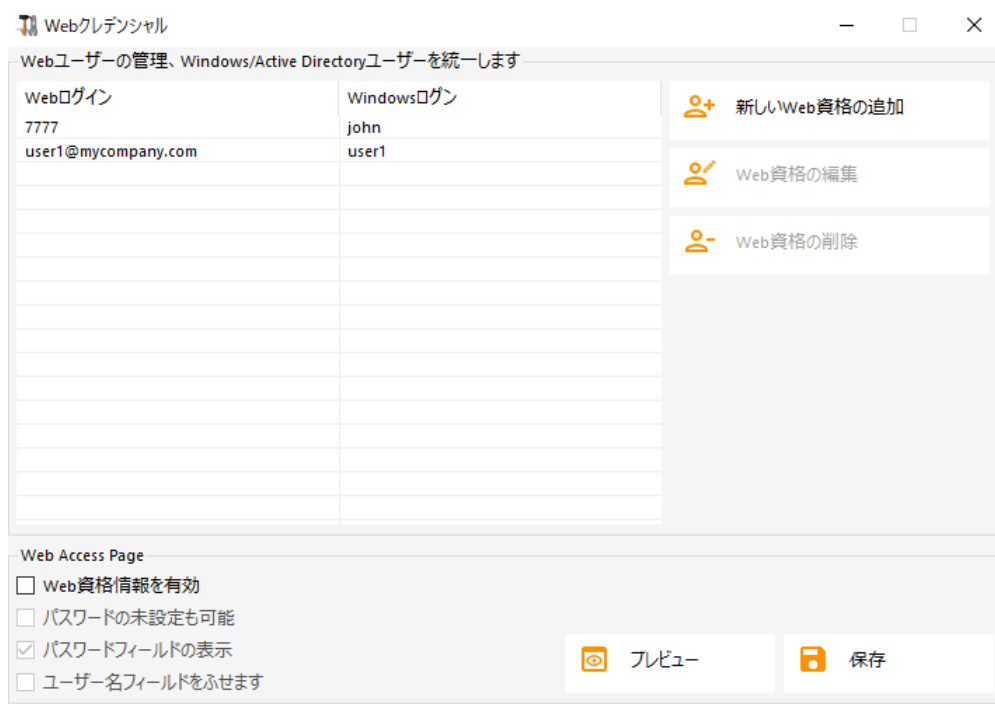 Webクレデンシャル
Webユーザーの管理、Windows/Active Directoryユーザーを統一します
Webログイン Windowsログン
7777 john
user1@mycompany.com user1
新しいWeb資格の追加
Web資格の編集
Web資格の削除
Web Access Page
Web資格情報を有効
パスワードの未設定も可能
パスワードフィールドの表示
ユーザー名フィールドをふせます
プレビュー
保存